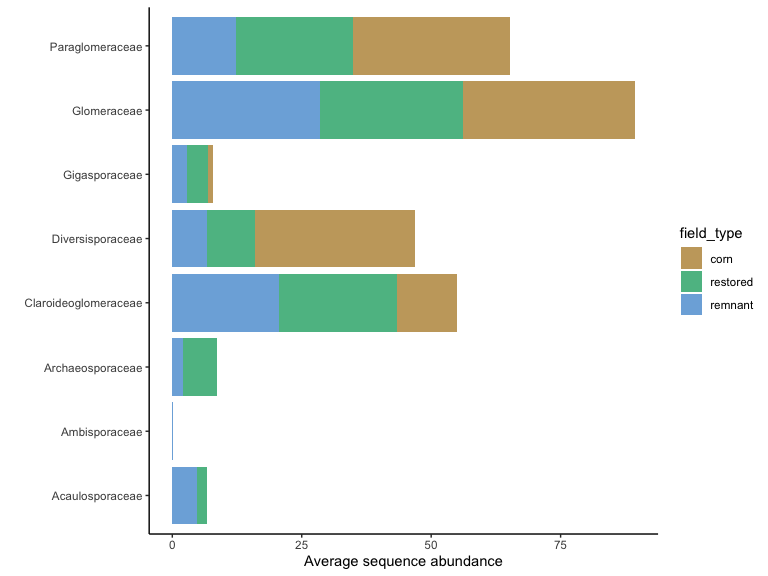 Paraglomeraceae
Glomeraceae
Gigasporaceae
Diversisporaceae
Claroideoglomeraceae
Archaeosporaceae
Ambisporaceae
Acaulosporaceae
0 25 50 75
Average sequence abundance
field_type
corn
restored
remnant